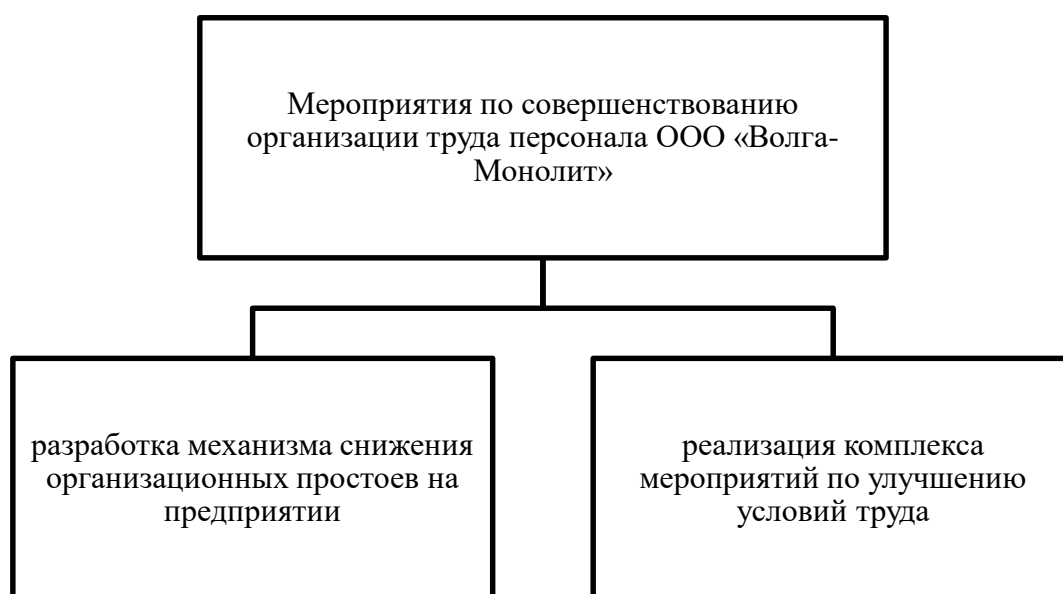 Мероприятия по совершенствованию
организации труда персонала ООО «Волга-
Монолит»
разработка механизма снижения
организационных простоев на
предприятии
реализация комплекса
мероприятий по улучшению
условий труда